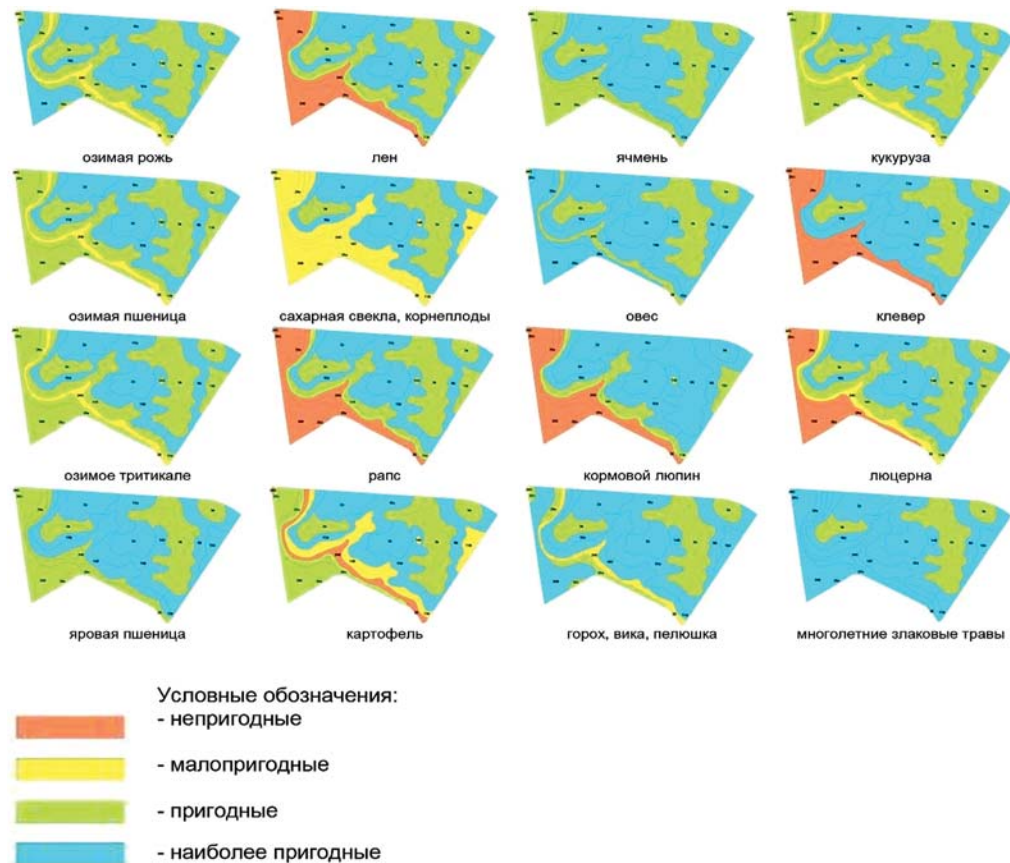 озимая рожь
лен
ячмень
кукуруза
озимая пшеница
сахарная свекла, корнеплоды
овес
клевер
озимое тритикале
рапс
кормовой люпин
люцерна
яровая пшеница
картофель
горох, вика, пелюшка
многолетние злаковые травы
Условные обозначения:
- непригодные
- малопригодные
- пригодные
- наиболее пригодные